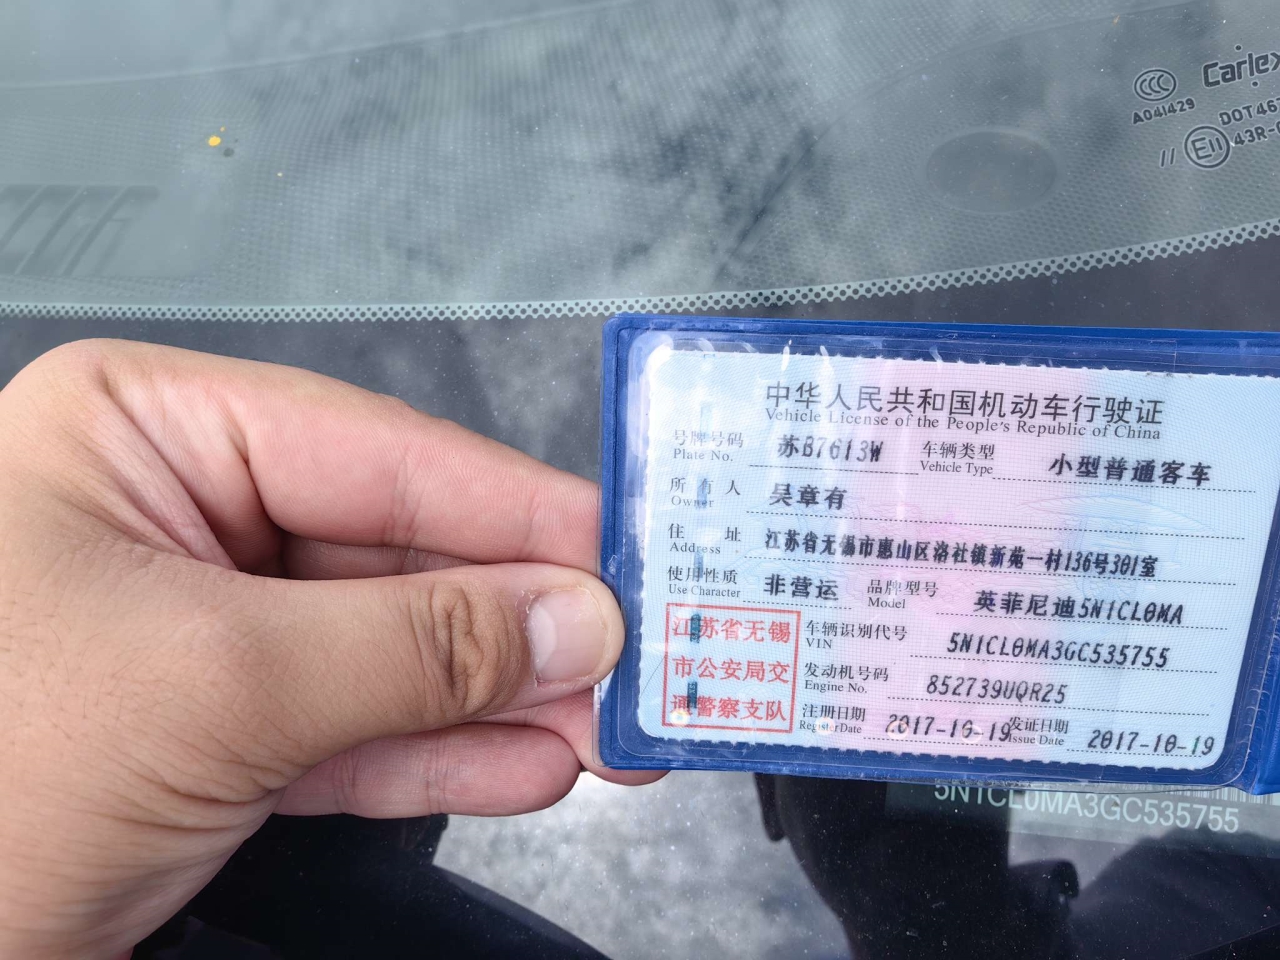 Carlex
A041429
DOT467
E11
43R-
//
中华人民共和国机动车行驶证
Vehicle License of the People's Republic of China
号牌号码 苏B7613W 车辆类型 小型普通客车
Plate No. Vehicle Type
所有人 吴章有
Owner
住址 江苏省无锡市惠山区洛社镇新苑一村136号301室
Address
使用性质 非营运 品牌型号 英菲尼迪5N1CL0MA
Use Character Model
江苏省无锡
市公安局交
通警察支队
车辆识别代号 5N1CL0MA3GC535755
VIN
发动机号码 852739UQR25
Engine No.
注册日期 2017-10-19 发证日期 2017-10-19
Register Date Issue Date
5N1CL0MA3GC535755